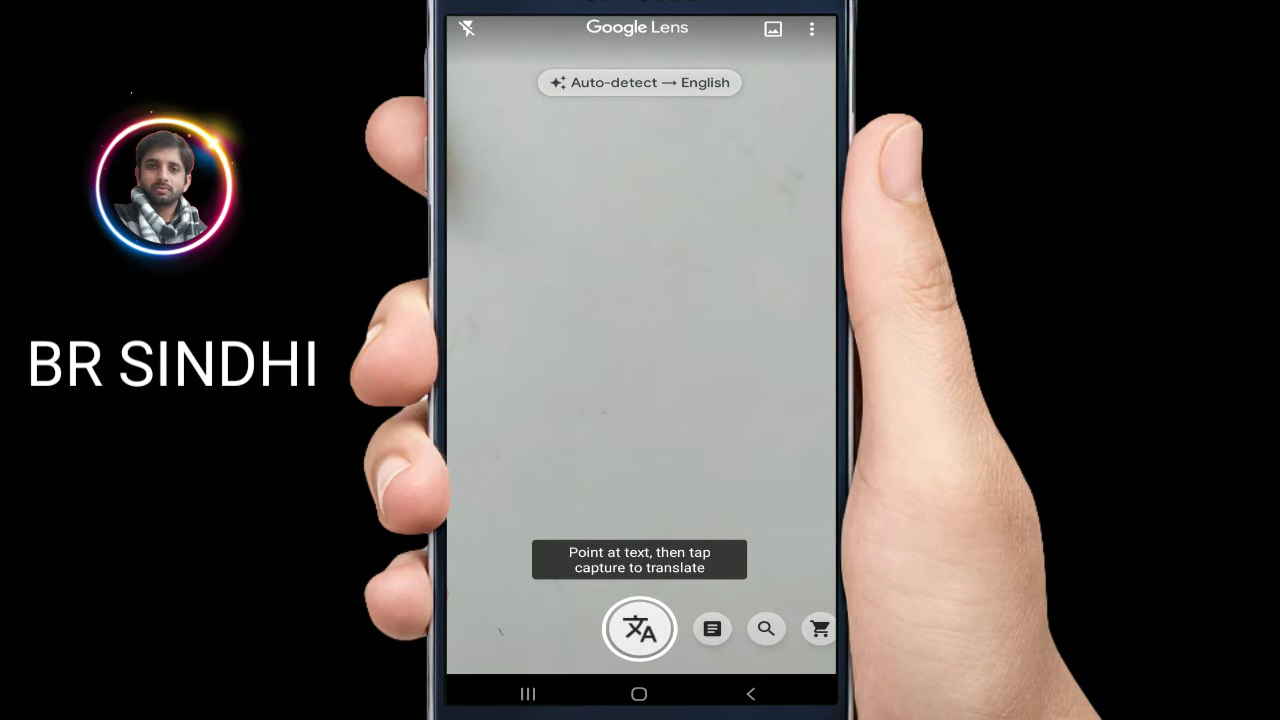 Google Lens
Auto-detect → English
BR SINDHI
Point at text, then tap
capture to translate